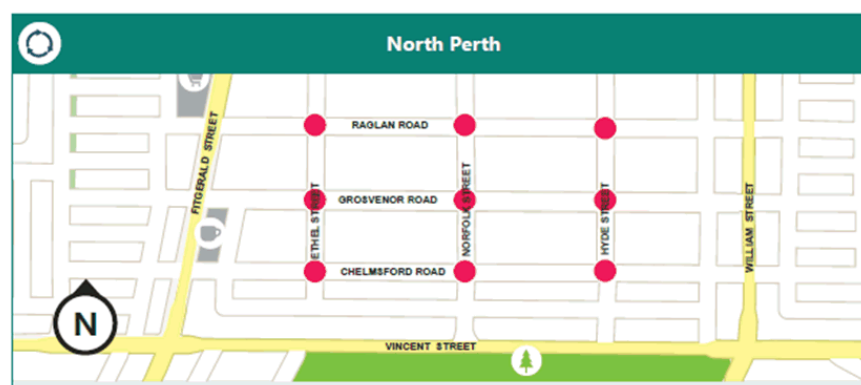 North Perth
RAGLAN ROAD
FITGERALD STREET
NORFOLK STREET
ETHEL STREET
GROSVENOR ROAD
HYDE STREET
WILLIAM STREET
CHELMSFORD ROAD
N
VINCENT STREET